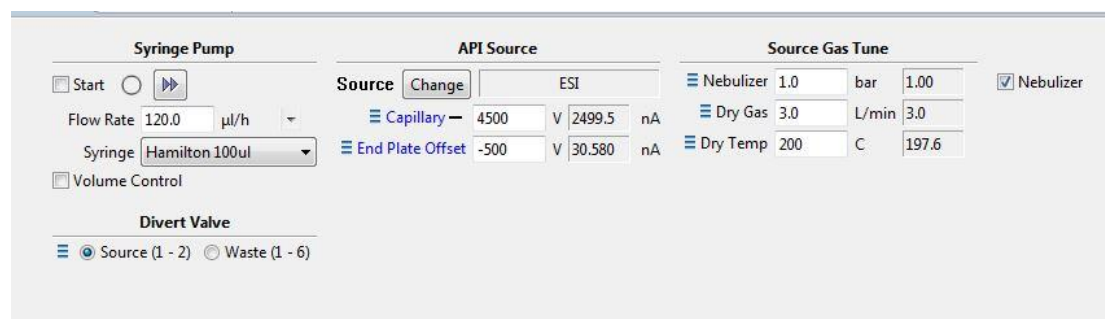 Syringe Pump
Start
Flow Rate 120.0 µl/h
Syringe Hamilton 100ul
Volume Control
Divert Valve
Source (1 - 2) Waste (1 - 6)
API Source
Source Change ESI
Capillary 4500 V 2499.5 nA
End Plate Offset -500 V 30.580 nA
Source Gas Tune
Nebulizer 1.0 bar 1.00 Nebulizer
Dry Gas 3.0 L/min 3.0
Dry Temp 200 C 197.6